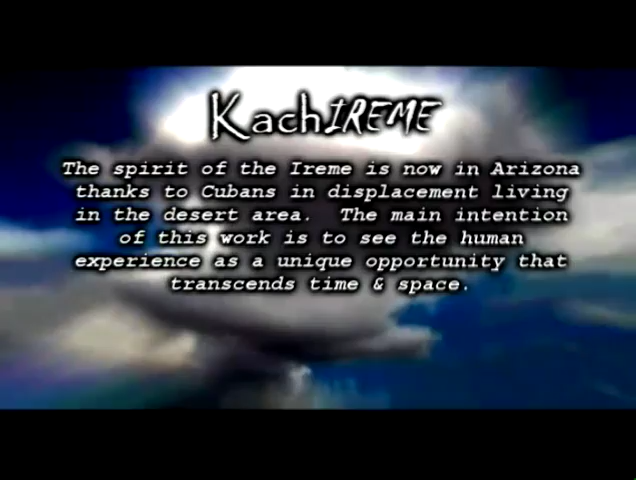 KachIREME
The spirit of the Ireme is now in Arizona
thanks to Cubans in displacement living
in the desert area. The main intention
of this work is to see the human
experience as a unique opportunity that
transcends time & space.